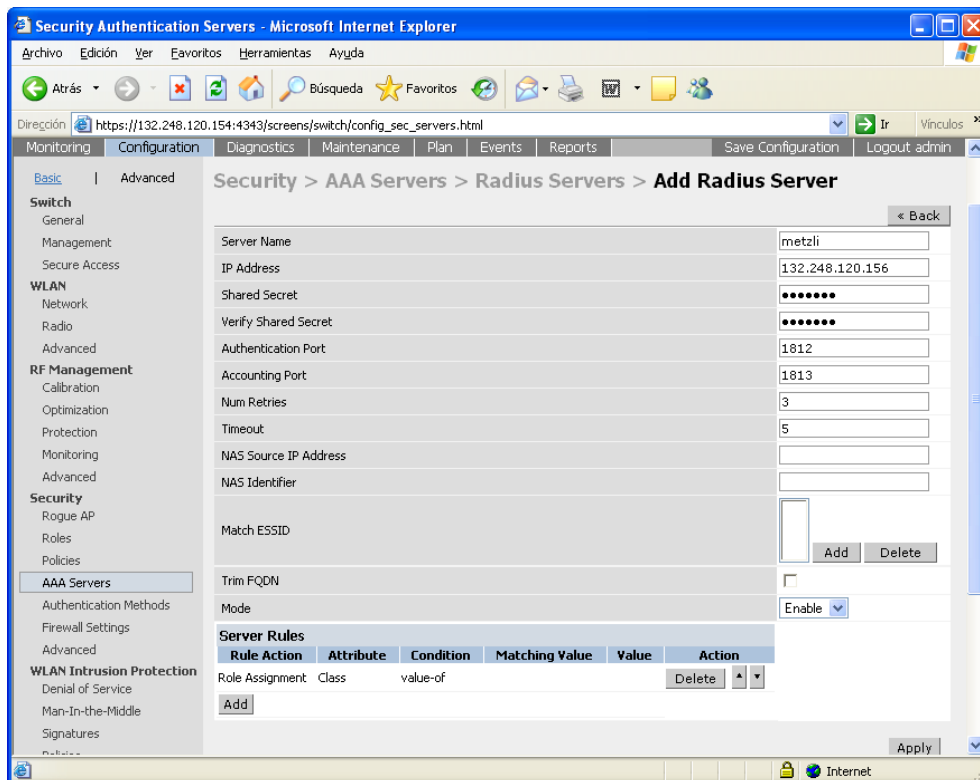 Security Authentication Servers - Microsoft Internet Explorer
Archivo Edición Ver Favoritos Herramientas Ayuda
Atrás Búsqueda Favoritos
Dirección https://132.248.120.154:4343/screens/switch/config_sec_servers.html Ir Vínculos »
Monitoring Configuration Diagnostics Maintenance Plan Events Reports Save Configuration Logout admin
Basic | Advanced
Switch
General
Management
Secure Access
WLAN
Network
Radio
Advanced
RF Management
Calibration
Optimization
Protection
Monitoring
Advanced
Security
Rogue AP
Roles
Policies
AAA Servers
Authentication Methods
Firewall Settings
Advanced
WLAN Intrusion Protection
Denial of Service
Man-In-the-Middle
Signatures
Policies
Security > AAA Servers > Radius Servers > Add Radius Server
« Back
Server Name metzli
IP Address 132.248.120.156
Shared Secret •••••••
Verify Shared Secret •••••••
Authentication Port 1812
Accounting Port 1813
Num Retries 3
Timeout 5
NAS Source IP Address
NAS Identifier
Match ESSID Add Delete
Trim FQDN
Mode Enable
Server Rules
Rule Action Attribute Condition Matching Value Value Action
Role Assignment Class value-of Delete
Add
Apply
Internet